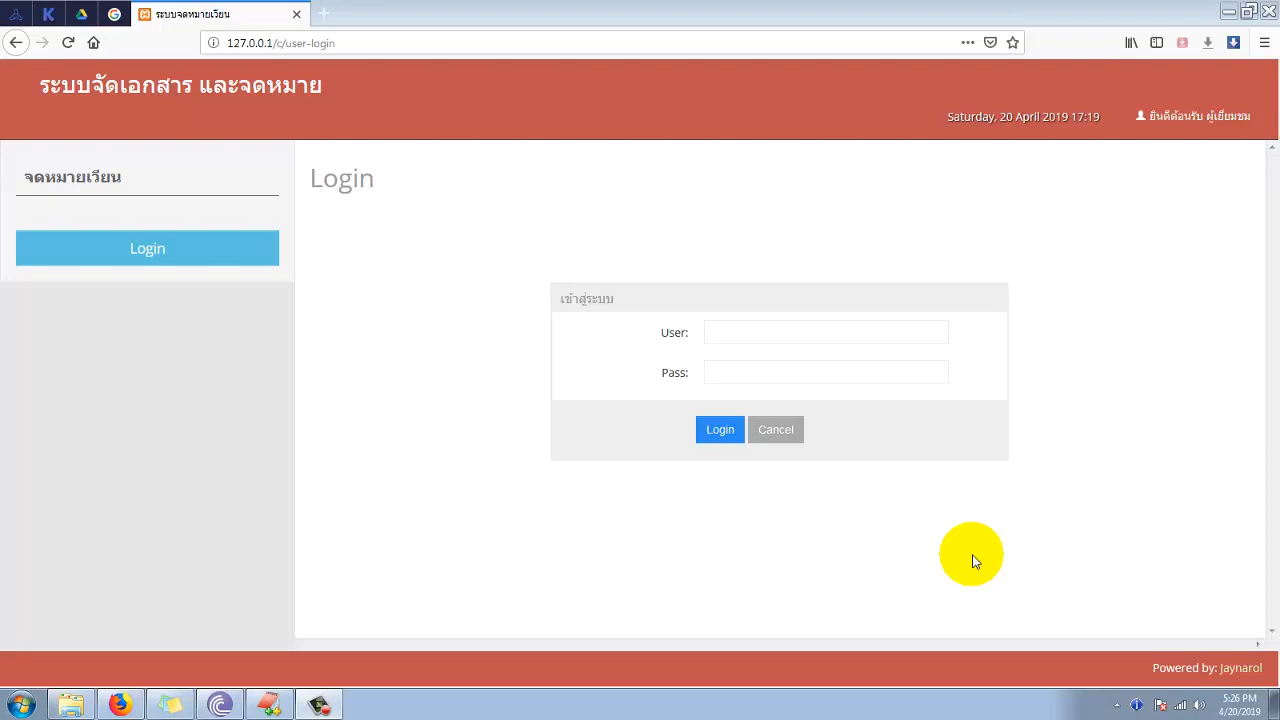 ระบบจดหมายเวียน
127.0.0.1/c/user-login
ระบบจัดเอกสาร และจดหมาย
Saturday, 20 April 2019 17:19
ยินดีต้อนรับ ผู้เยี่ยมชม
จดหมายเวียน
Login
Login
เข้าสู่ระบบ
User:
Pass:
Login Cancel
Powered by: Jaynarol
5:26 PM
4/20/2019